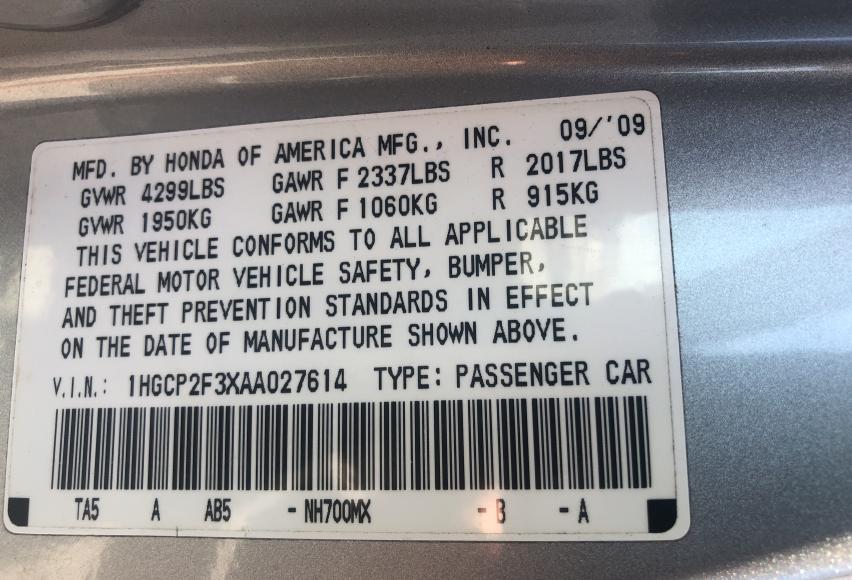 MFD. BY HONDA OF AMERICA MFG., INC. 09/'09
GVWR 4299LBS GAWR F 2337LBS R 2017LBS
GVWR 1950KG GAWR F 1060KG R 915KG
THIS VEHICLE CONFORMS TO ALL APPLICABLE
FEDERAL MOTOR VEHICLE SAFETY, BUMPER,
AND THEFT PREVENTION STANDARDS IN EFFECT
ON THE DATE OF MANUFACTURE SHOWN ABOVE.
V.I.N.: 1HGCP2F3XAA027614 TYPE: PASSENGER CAR
TA5 A AB5 - NH700MX - B - A